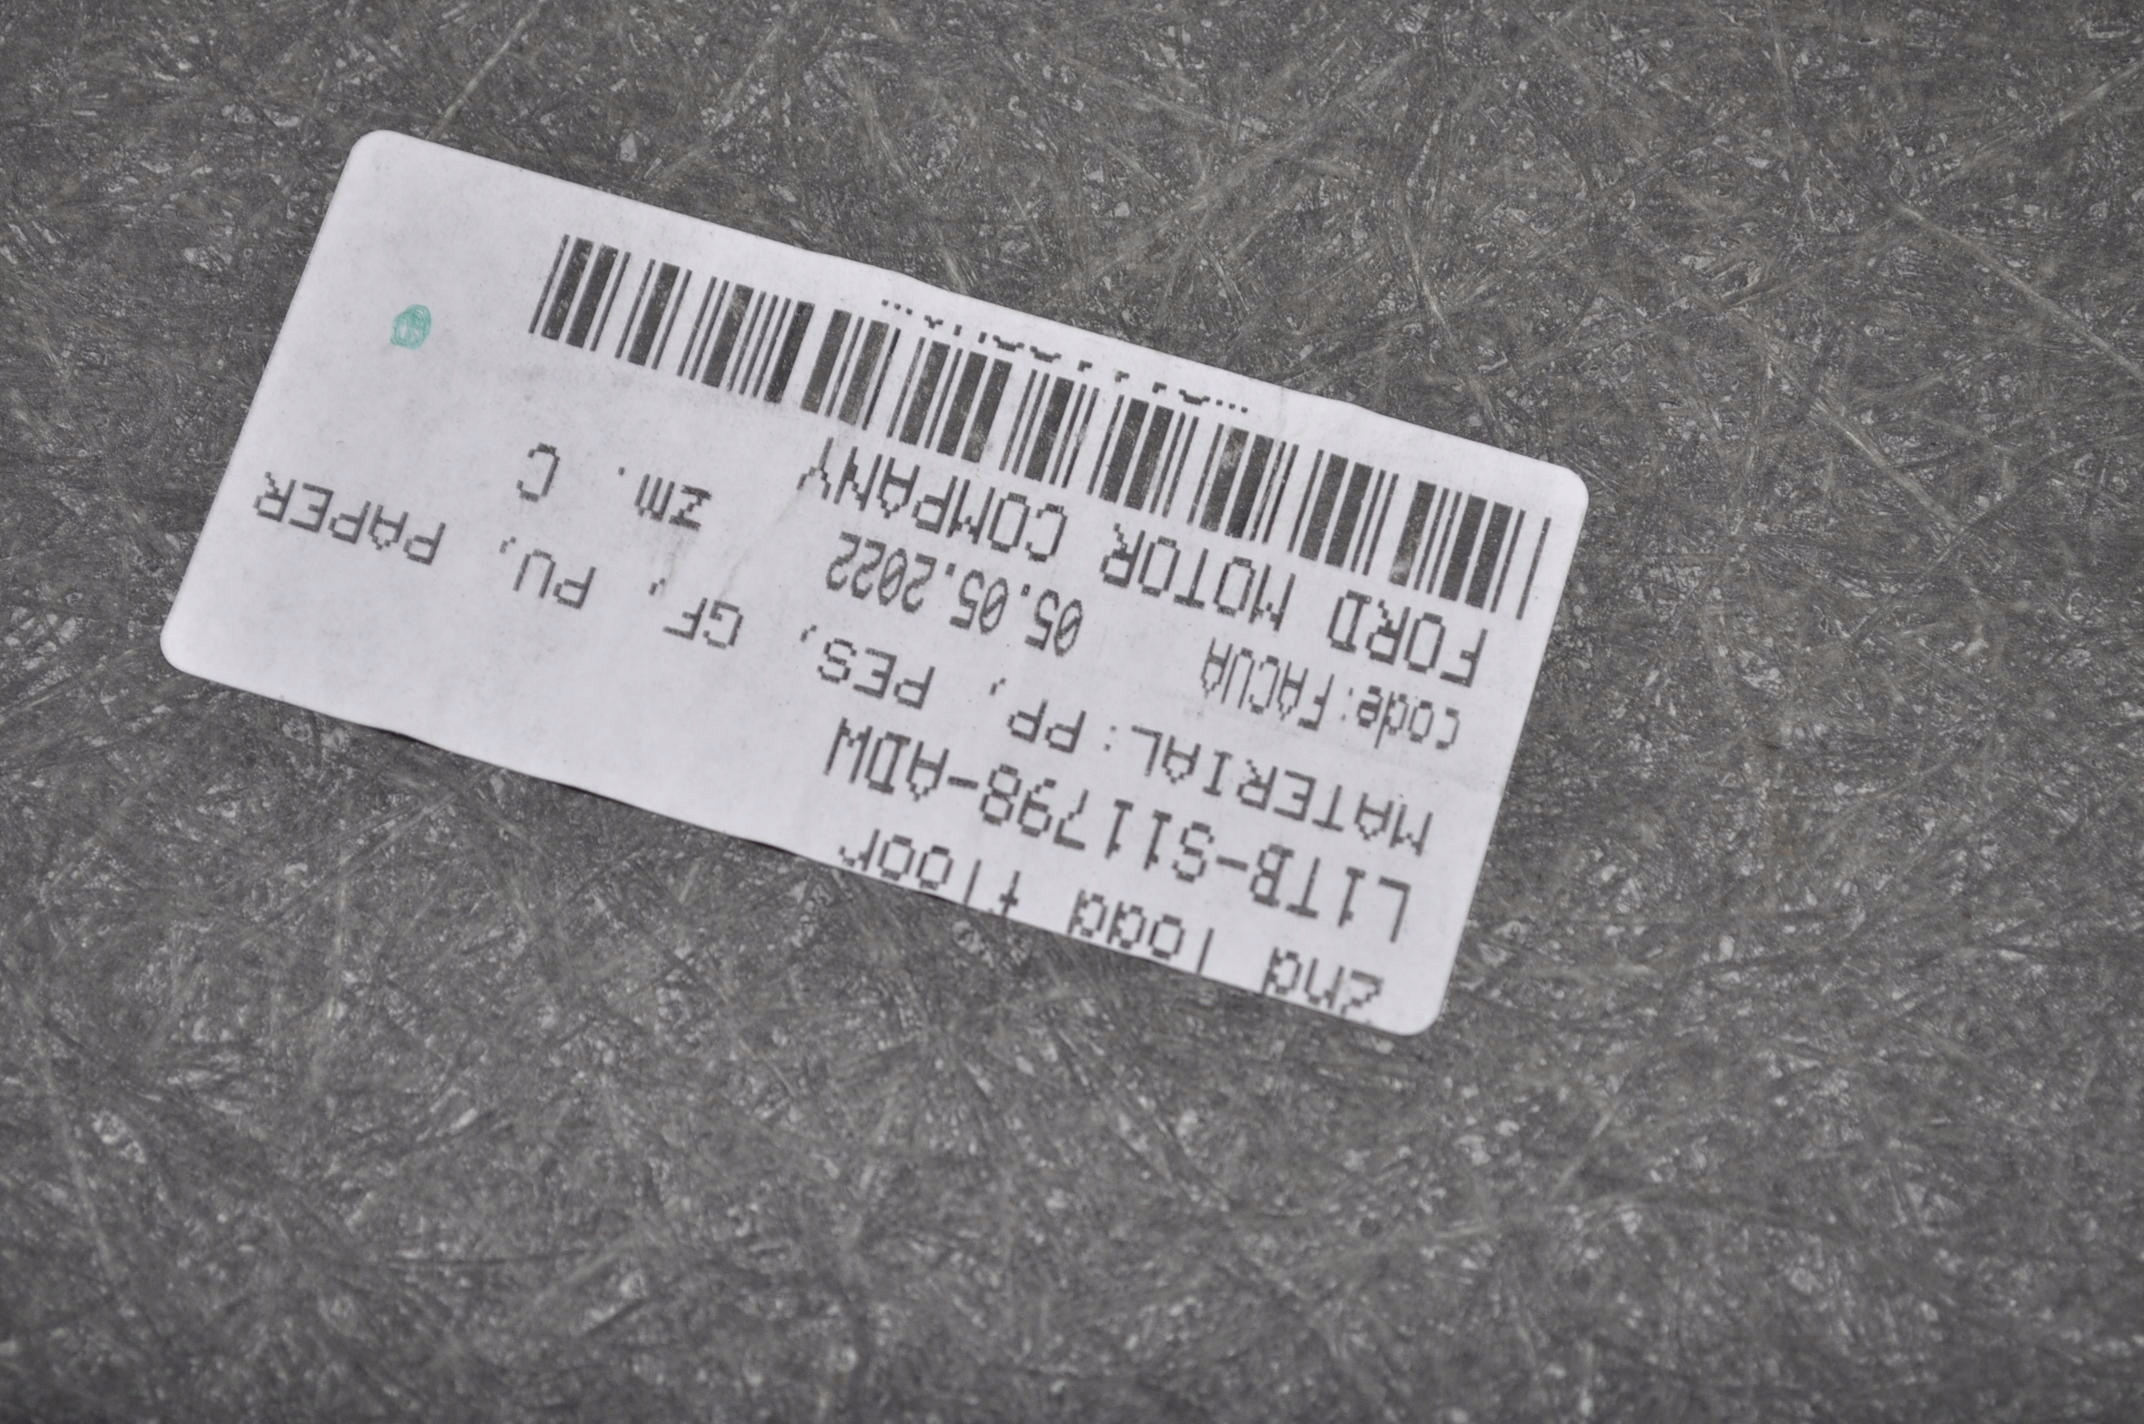 2nd load floor
L1TB-S11798-ADW
MATERIAL: PP, PES, GF, PU, PAPER
code:FACUA 05.05.2022 zm. C
FORD MOTOR COMPANY